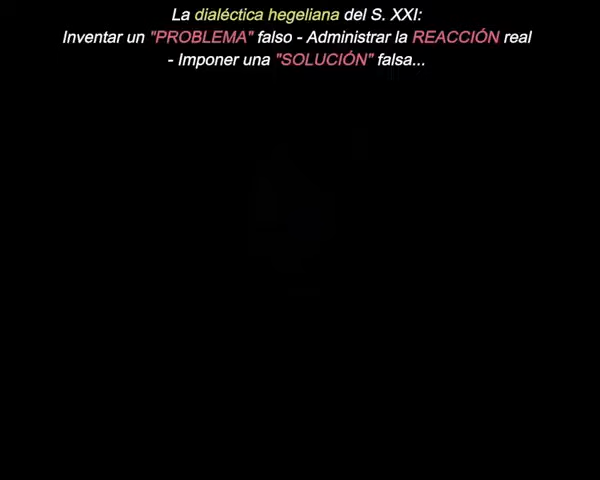 La dialéctica hegeliana del S. XXI:
Inventar un "PROBLEMA" falso - Administrar la REACCIÓN real
- Imponer una "SOLUCIÓN" falsa...